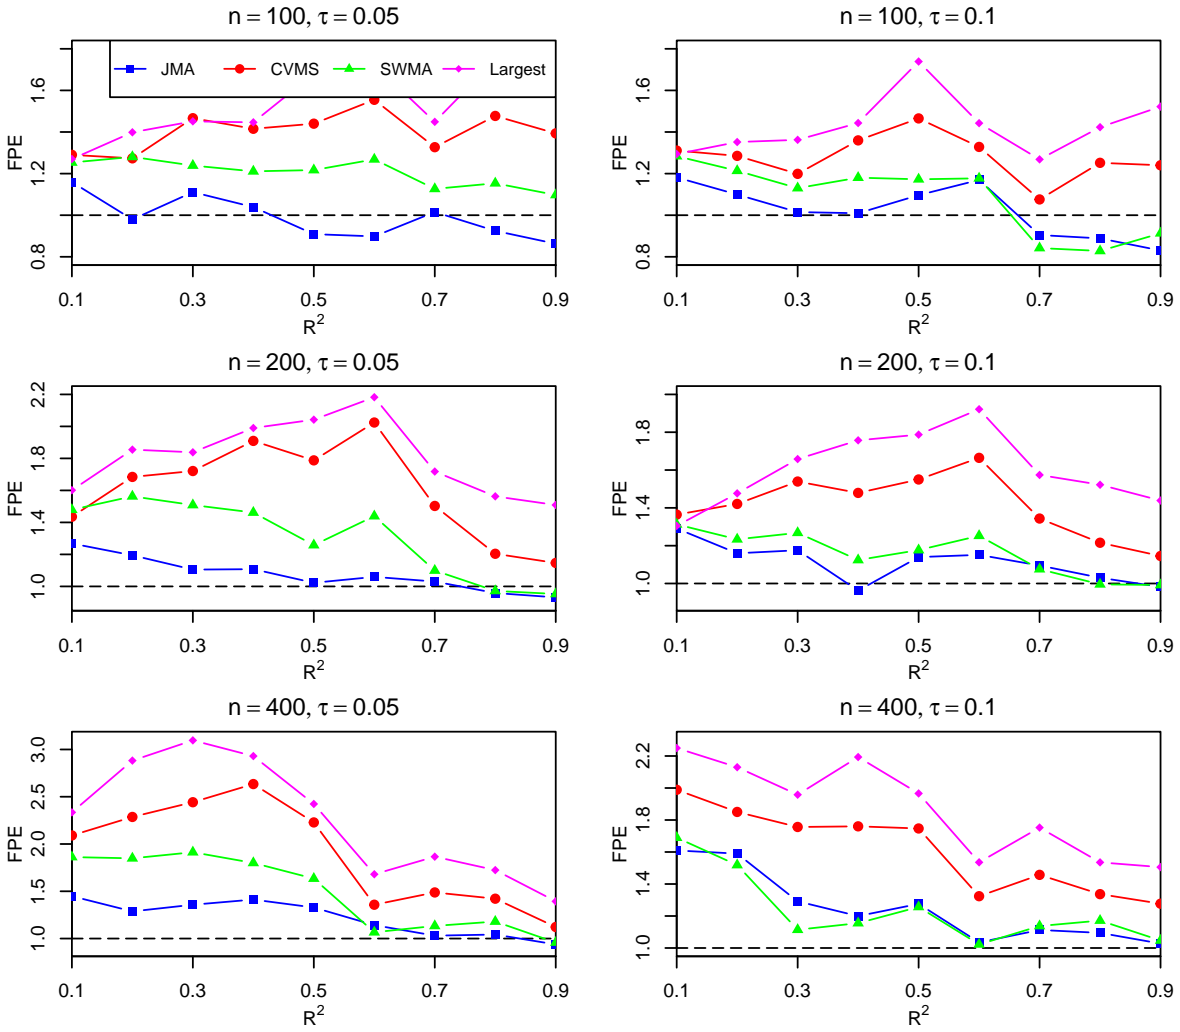 n = 100, τ = 0.05
JMA CVMS SWMA Largest
FPE
0.8 1.2 1.6
0.1 0.3 0.5 0.7 0.9
R²
n = 100, τ = 0.1
FPE
0.8 1.2 1.6
0.1 0.3 0.5 0.7 0.9
R²
n = 200, τ = 0.05
FPE
1.0 1.4 1.8 2.2
0.1 0.3 0.5 0.7 0.9
R²
n = 200, τ = 0.1
FPE
1.0 1.4 1.8
0.1 0.3 0.5 0.7 0.9
R²
n = 400, τ = 0.05
FPE
1.0 1.5 2.0 2.5 3.0
0.1 0.3 0.5 0.7 0.9
R²
n = 400, τ = 0.1
FPE
1.0 1.4 1.8 2.2
0.1 0.3 0.5 0.7 0.9
R²